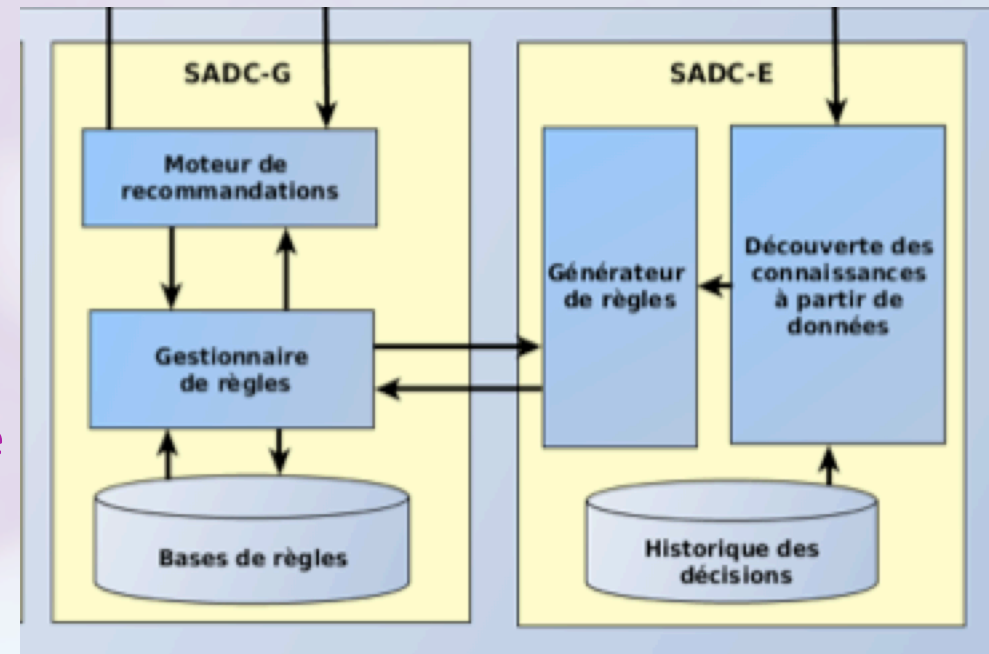 SADC-G
Moteur de
recommandations
Gestionnaire
de règles
Bases de règles
SADC-E
Générateur
de règles
Découverte des
connaissances
à partir de
données
Historique des
décisions